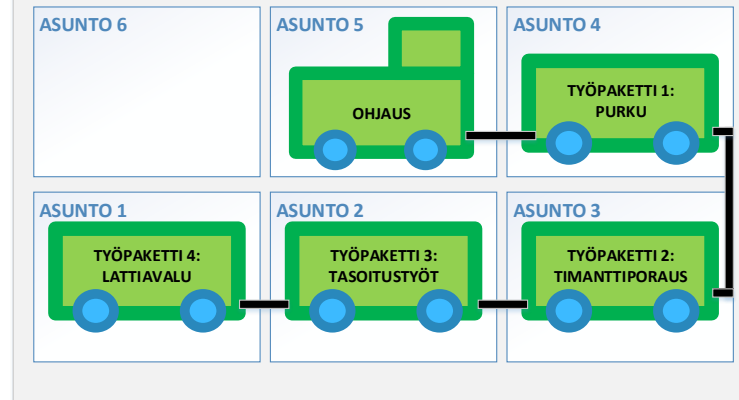 ASUNTO 6
ASUNTO 5
OHJAUS
ASUNTO 4
TYÖPAKETTI 1:
PURKU
ASUNTO 1
TYÖPAKETTI 4:
LATTIAVALU
ASUNTO 2
TYÖPAKETTI 3:
TASOITUSTYÖT
ASUNTO 3
TYÖPAKETTI 2:
TIMANTTIPORAUS